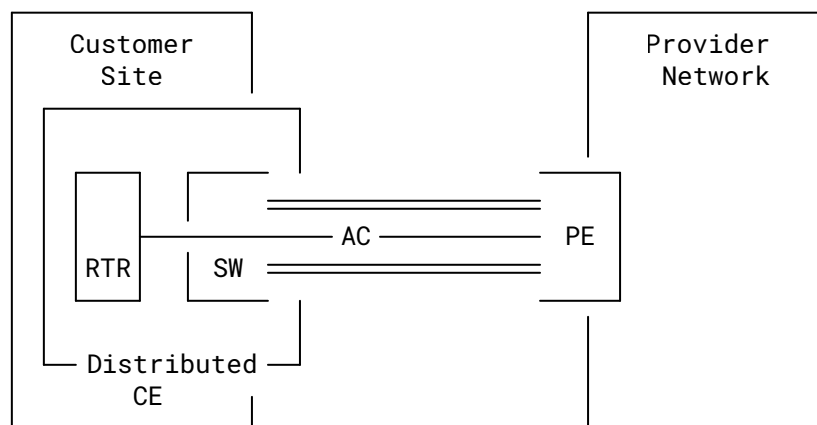 Customer
Site
Provider
Network
AC
PE
RTR
SW
Distributed
CE